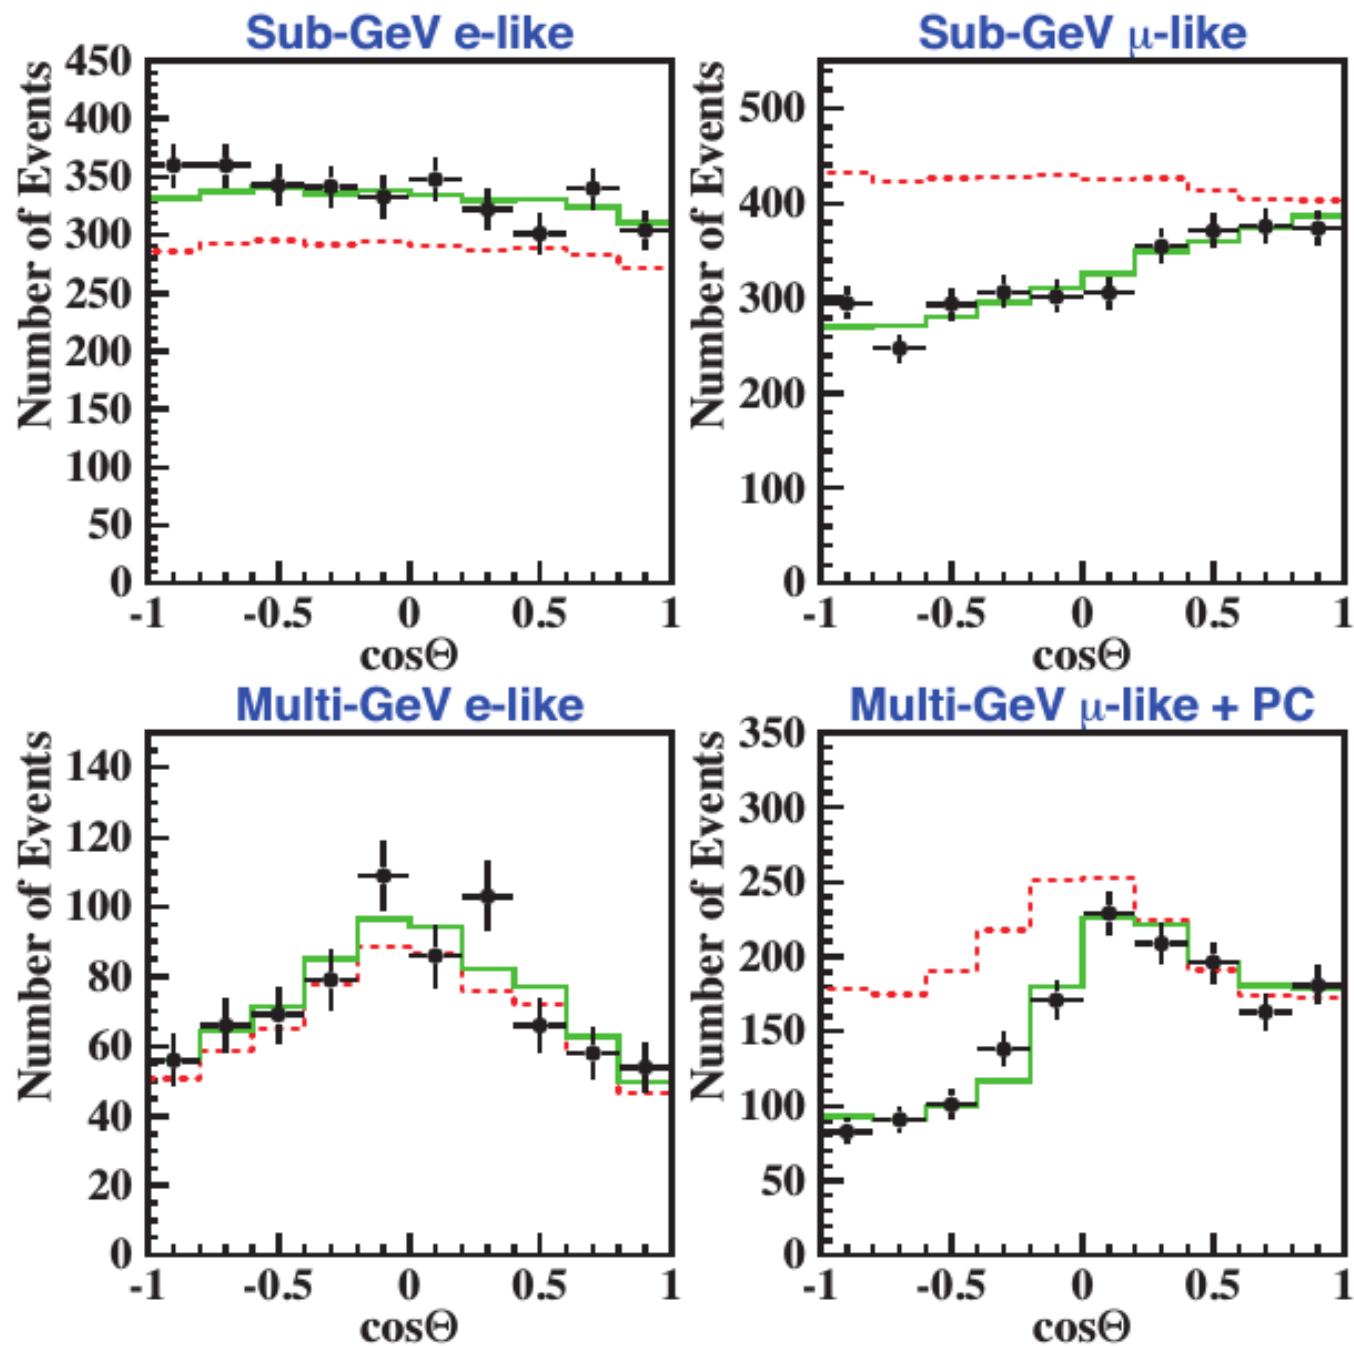 Sub-GeV e-like
Number of Events
450
400
350
300
250
200
150
100
50
0
-1 -0.5 0 0.5 1
cosΘ
Sub-GeV μ-like
Number of Events
500
400
300
200
100
0
-1 -0.5 0 0.5 1
cosΘ
Multi-GeV e-like
Number of Events
140
120
100
80
60
40
20
0
-1 -0.5 0 0.5 1
cosΘ
Multi-GeV μ-like + PC
Number of Events
350
300
250
200
150
100
50
0
-1 -0.5 0 0.5 1
cosΘ